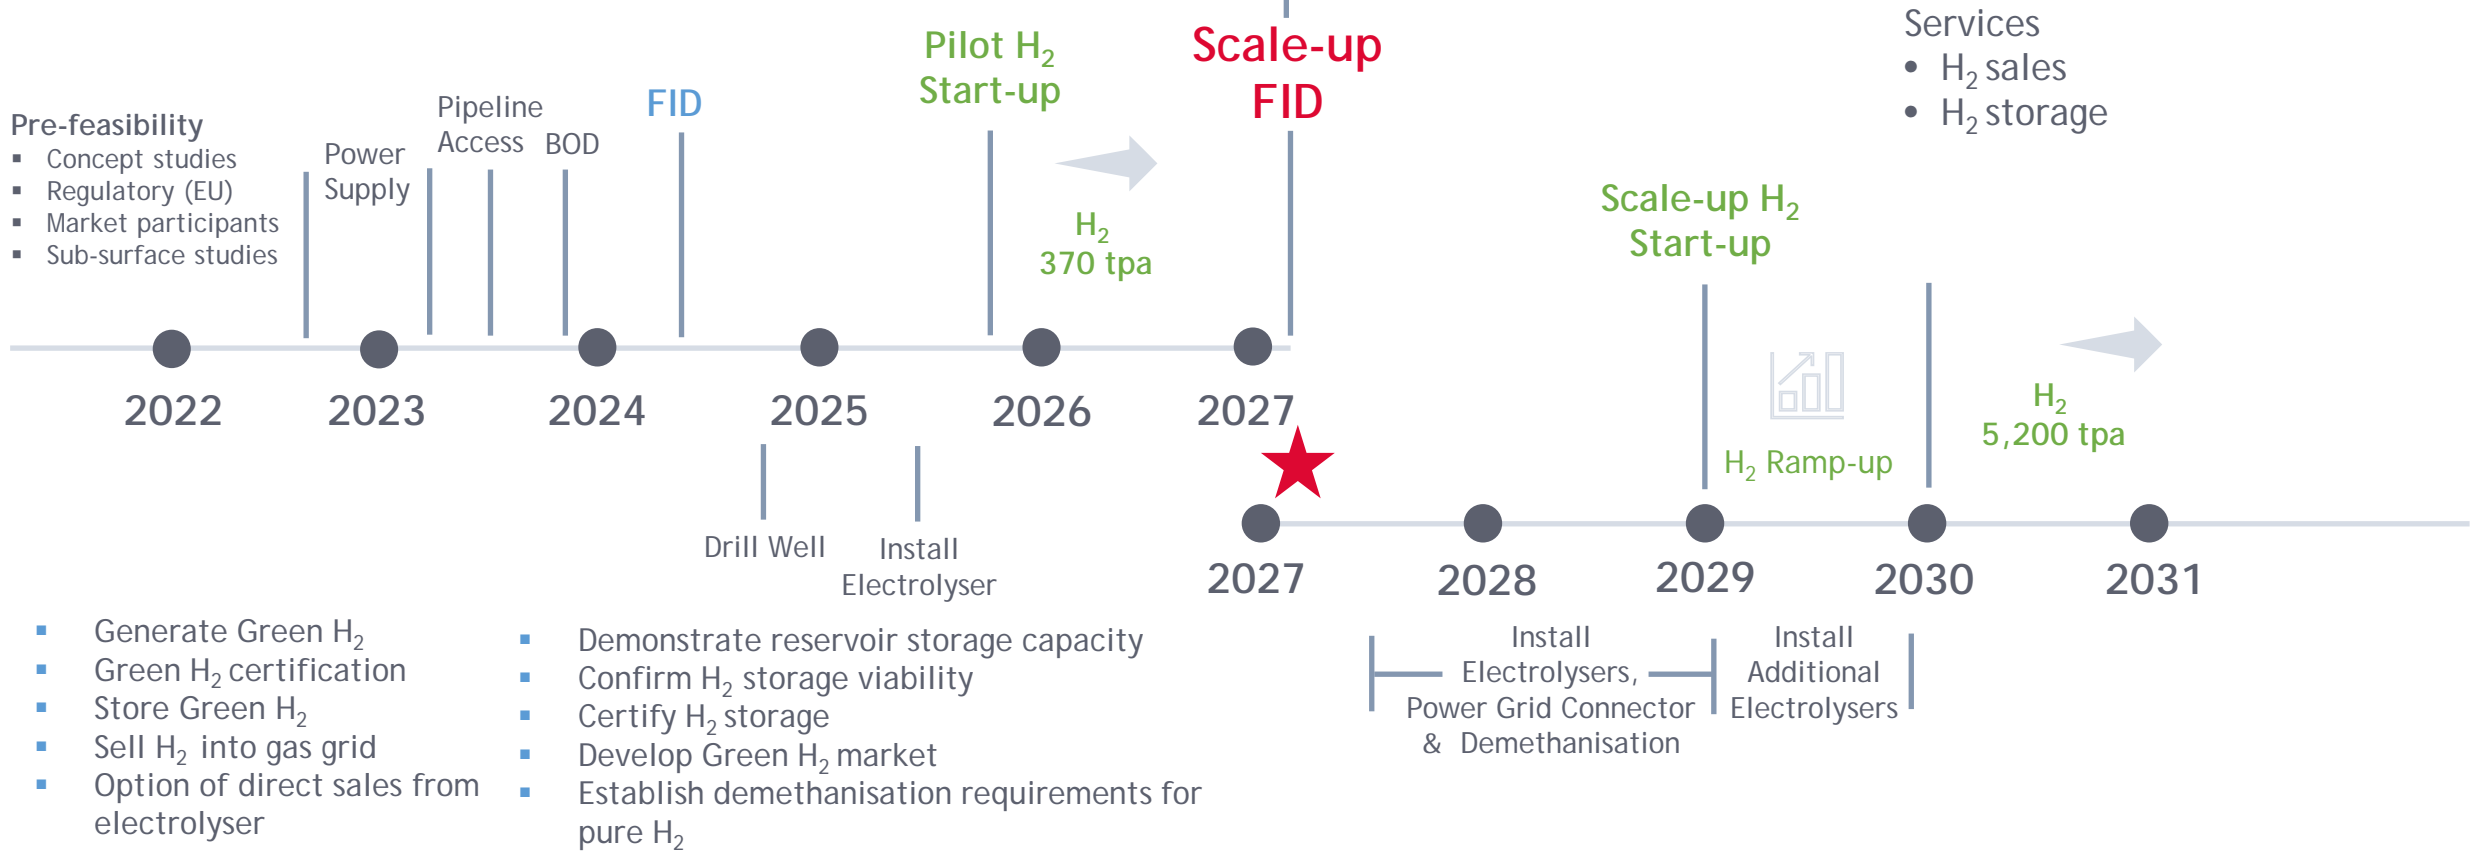 Pre-feasibility
▪ Concept studies
▪ Regulatory (EU)
▪ Market participants
▪ Sub-surface studies
Power
Supply
Pipeline
Access
BOD
FID
Pilot H₂
Start-up
H₂
370 tpa
Scale-up
FID
Services
• H₂ sales
• H₂ storage
2022
2023
2024
2025
2026
2027
Drill Well
Install
Electrolyser
Scale-up H₂
Start-up
H₂ Ramp-up
H₂
5,200 tpa
2027
2028
2029
2030
2031
Install
Electrolysers,
Power Grid Connector
& Demethanisation
Install
Additional
Electrolysers
▪ Generate Green H₂
▪ Green H₂ certification
▪ Store Green H₂
▪ Sell H₂ into gas grid
▪ Option of direct sales from
electrolyser
▪ Demonstrate reservoir storage capacity
▪ Confirm H₂ storage viability
▪ Certify H₂ storage
▪ Develop Green H₂ market
▪ Establish demethanisation requirements for
pure H₂